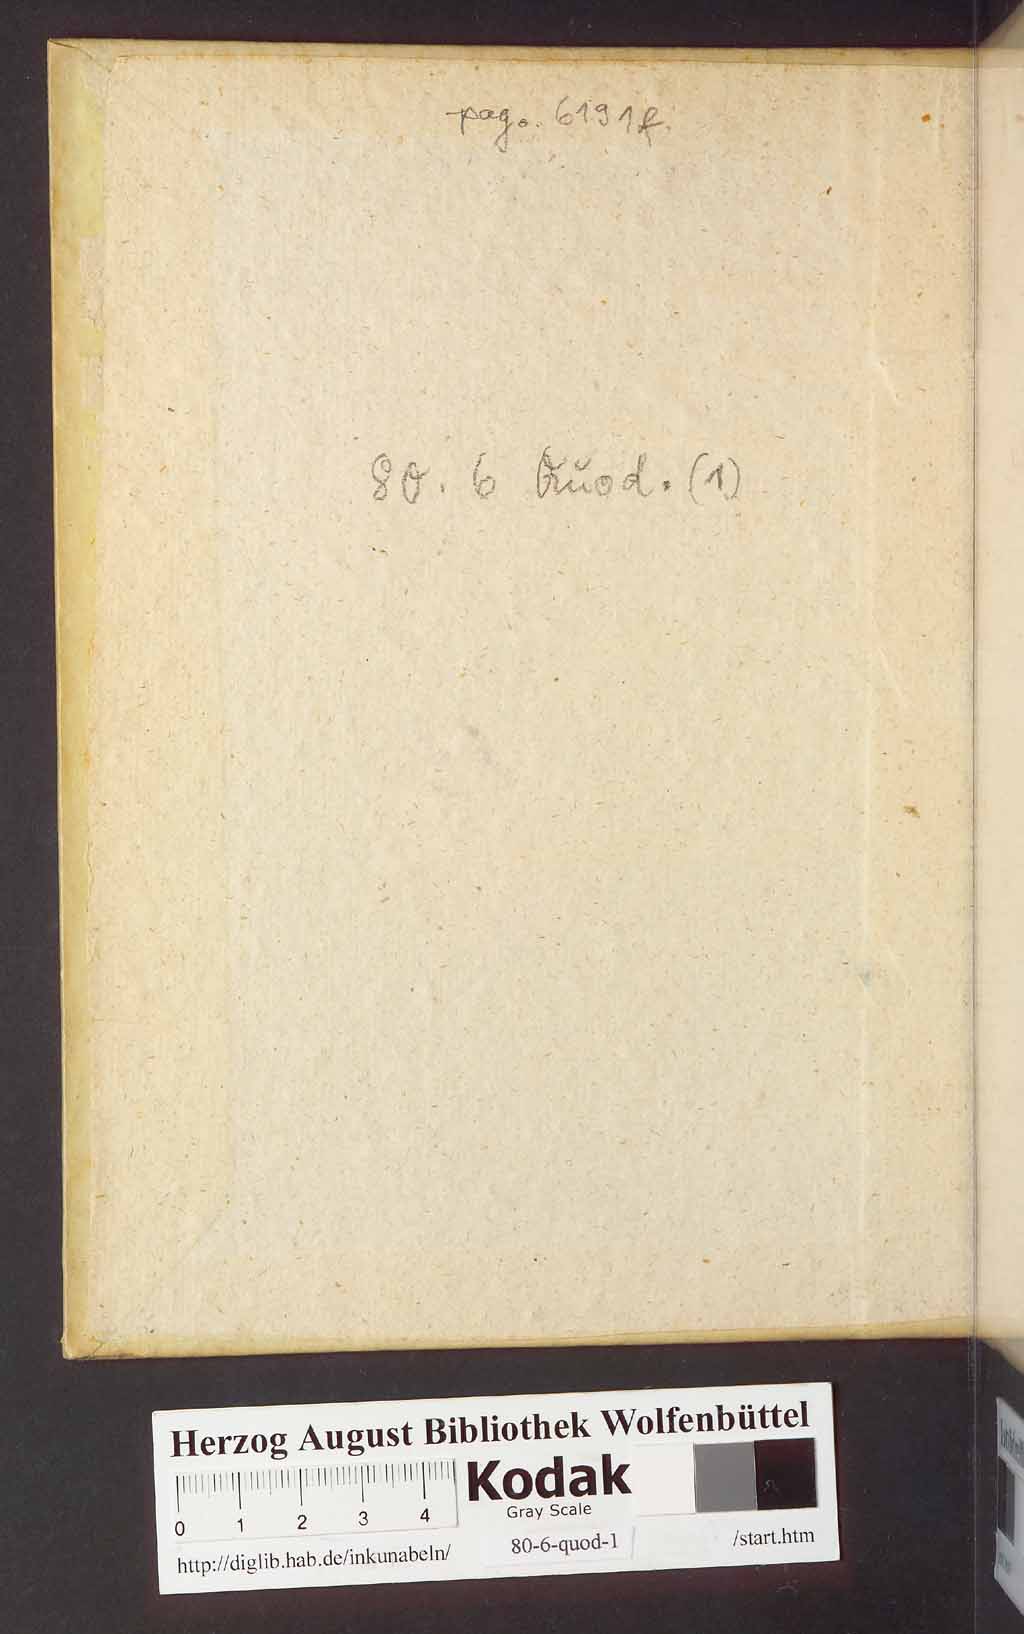 pag. 6191f.
80. 6 Quod. (1)
Herzog August Bibliothek Wolfenbüttel
Kodak
Gray Scale
0 1 2 3 4
http://diglib.hab.de/inkunabeln/ 80-6-quod-1 /start.htm